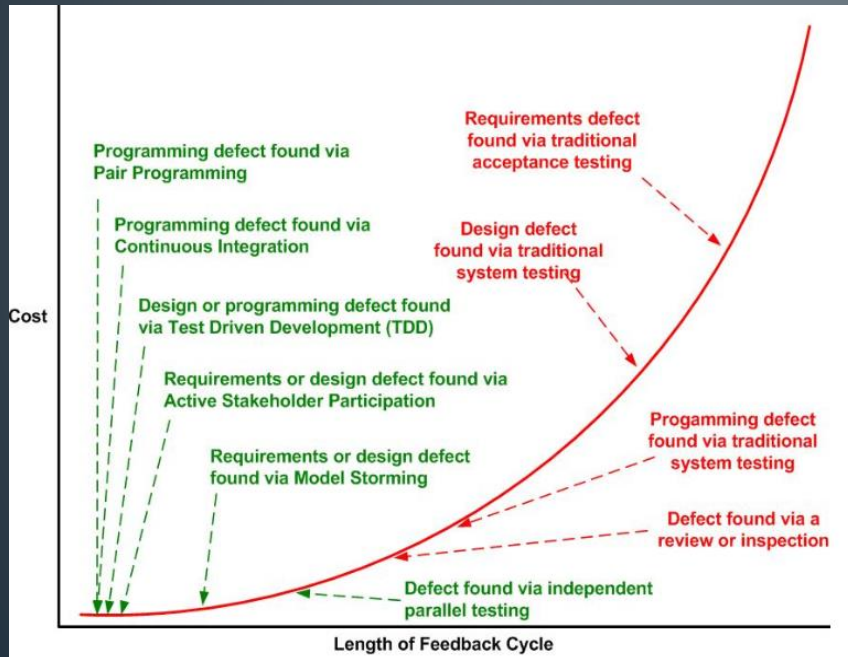 Programming defect found via
Pair Programming
Programming defect found via
Continuous Integration
Design or programming defect found
via Test Driven Development (TDD)
Requirements or design defect found via
Active Stakeholder Participation
Requirements or design defect
found via Model Storming
Defect found via independent
parallel testing
Requirements defect
found via traditional
acceptance testing
Design defect
found via traditional
system testing
Progamming defect
found via traditional
system testing
Defect found via a
review or inspection
Cost
Length of Feedback Cycle